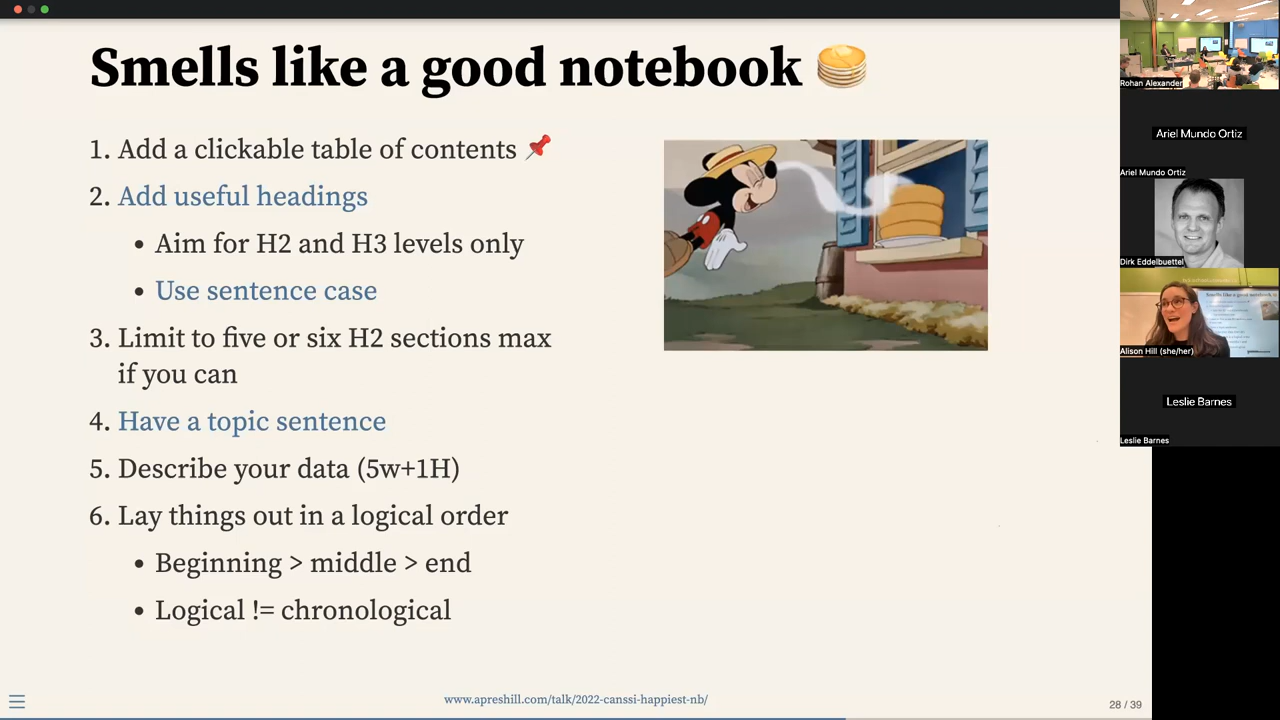 Smells like a good notebook
1. Add a clickable table of contents
2. Add useful headings
• Aim for H2 and H3 levels only
• Use sentence case
3. Limit to five or six H2 sections max
if you can
4. Have a topic sentence
5. Describe your data (5w+1H)
6. Lay things out in a logical order
• Beginning > middle > end
• Logical != chronological
www.apreshill.com/talk/2022-canssi-happiest-nb/
28 / 39
Rohan Alexander
Ariel Mundo Ortiz
Ariel Mundo Ortiz
Dirk Eddelbuettel
Smells like a good notebook
Alison Hill (she/her)
Leslie Barnes
Leslie Barnes